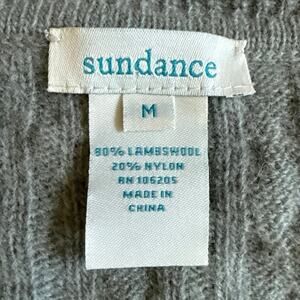 sundance
M
80% LAMBSWOOL
20% NYLON
RN 106205
MADE IN
CHINA